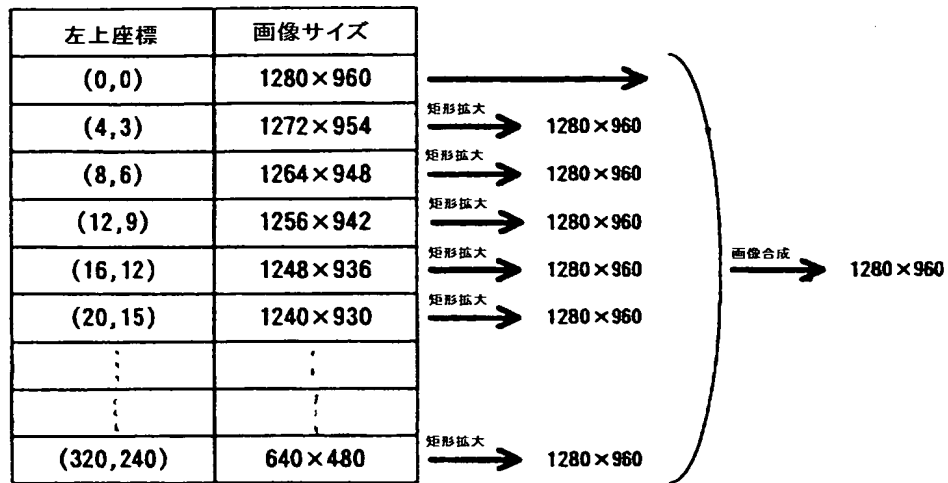 左上座標 画像サイズ
(0,0) 1280×960
(4,3) 1272×954 矩形拡大 1280×960
(8,6) 1264×948 矩形拡大 1280×960
(12,9) 1256×942 矩形拡大 1280×960
(16,12) 1248×936 矩形拡大 1280×960 画像合成 1280×960
(20,15) 1240×930 矩形拡大 1280×960
(320,240) 640×480 矩形拡大 1280×960